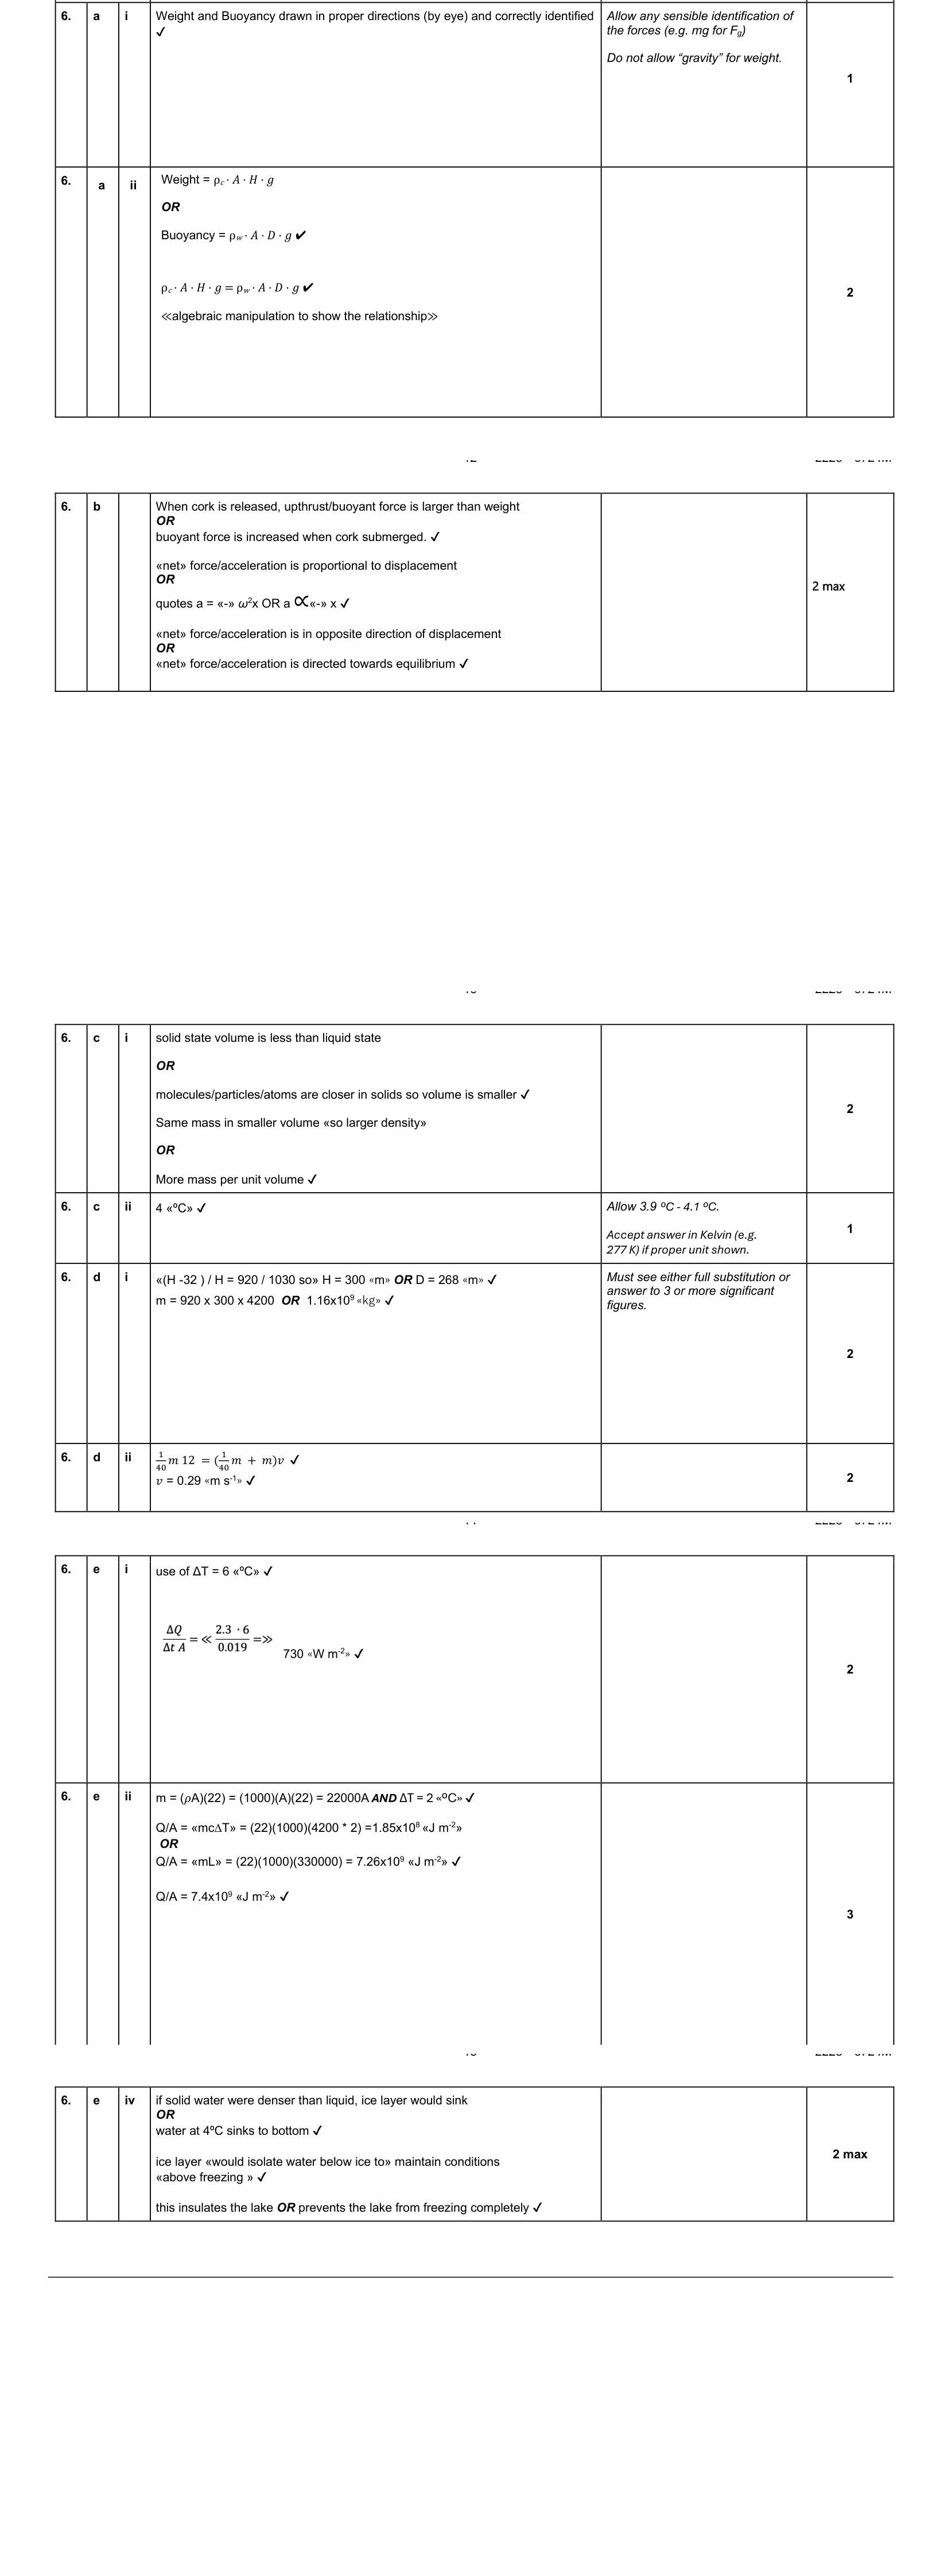 6. a i Weight and Buoyancy drawn in proper directions (by eye) and correctly identified
✓
Allow any sensible identification of
the forces (e.g. mg for Fg)
Do not allow “gravity” for weight.
1
6. a ii Weight = ρc · A · H · g
OR
Buoyancy = ρw · A · D · g ✔
ρc · A · H · g = ρw · A · D · g ✔
≪algebraic manipulation to show the relationship≫
2
6. b When cork is released, upthrust/buoyant force is larger than weight
OR
buoyant force is increased when cork submerged. ✓
«net» force/acceleration is proportional to displacement
OR
quotes a = «-» ω²x OR a ∝«-» x ✓
«net» force/acceleration is in opposite direction of displacement
OR
«net» force/acceleration is directed towards equilibrium ✓
2 max
6. c i solid state volume is less than liquid state
OR
molecules/particles/atoms are closer in solids so volume is smaller ✓
Same mass in smaller volume «so larger density»
OR
More mass per unit volume ✓
2
6. c ii 4 «ºC» ✓
Allow 3.9 ºC - 4.1 ºC.
Accept answer in Kelvin (e.g.
277 K) if proper unit shown.
1
6. d i «(H -32 ) / H = 920 / 1030 so» H = 300 «m» OR D = 268 «m» ✓
m = 920 x 300 x 4200 OR 1.16x10⁹ «kg» ✓
Must see either full substitution or
answer to 3 or more significant
figures.
2
6. d ii 1/40 m 12 = (1/40 m + m)v ✓
v = 0.29 «m s⁻¹» ✓
2
6. e i use of ΔT = 6 «ºC» ✓
ΔQ/Δt A = ≪ 2.3 · 6/0.019 =≫ 730 «W m⁻²» ✓
2
6. e ii m = (ρA)(22) = (1000)(A)(22) = 22000A AND ΔT = 2 «ºC» ✓
Q/A = «mcΔT» = (22)(1000)(4200 * 2) =1.85x10⁸ «J m⁻²»
OR
Q/A = «mL» = (22)(1000)(330000) = 7.26x10⁹ «J m⁻²» ✓
Q/A = 7.4x10⁹ «J m⁻²» ✓
3
6. e iv if solid water were denser than liquid, ice layer would sink
OR
water at 4ºC sinks to bottom ✓
ice layer «would isolate water below ice to» maintain conditions
«above freezing » ✓
this insulates the lake OR prevents the lake from freezing completely ✓
2 max